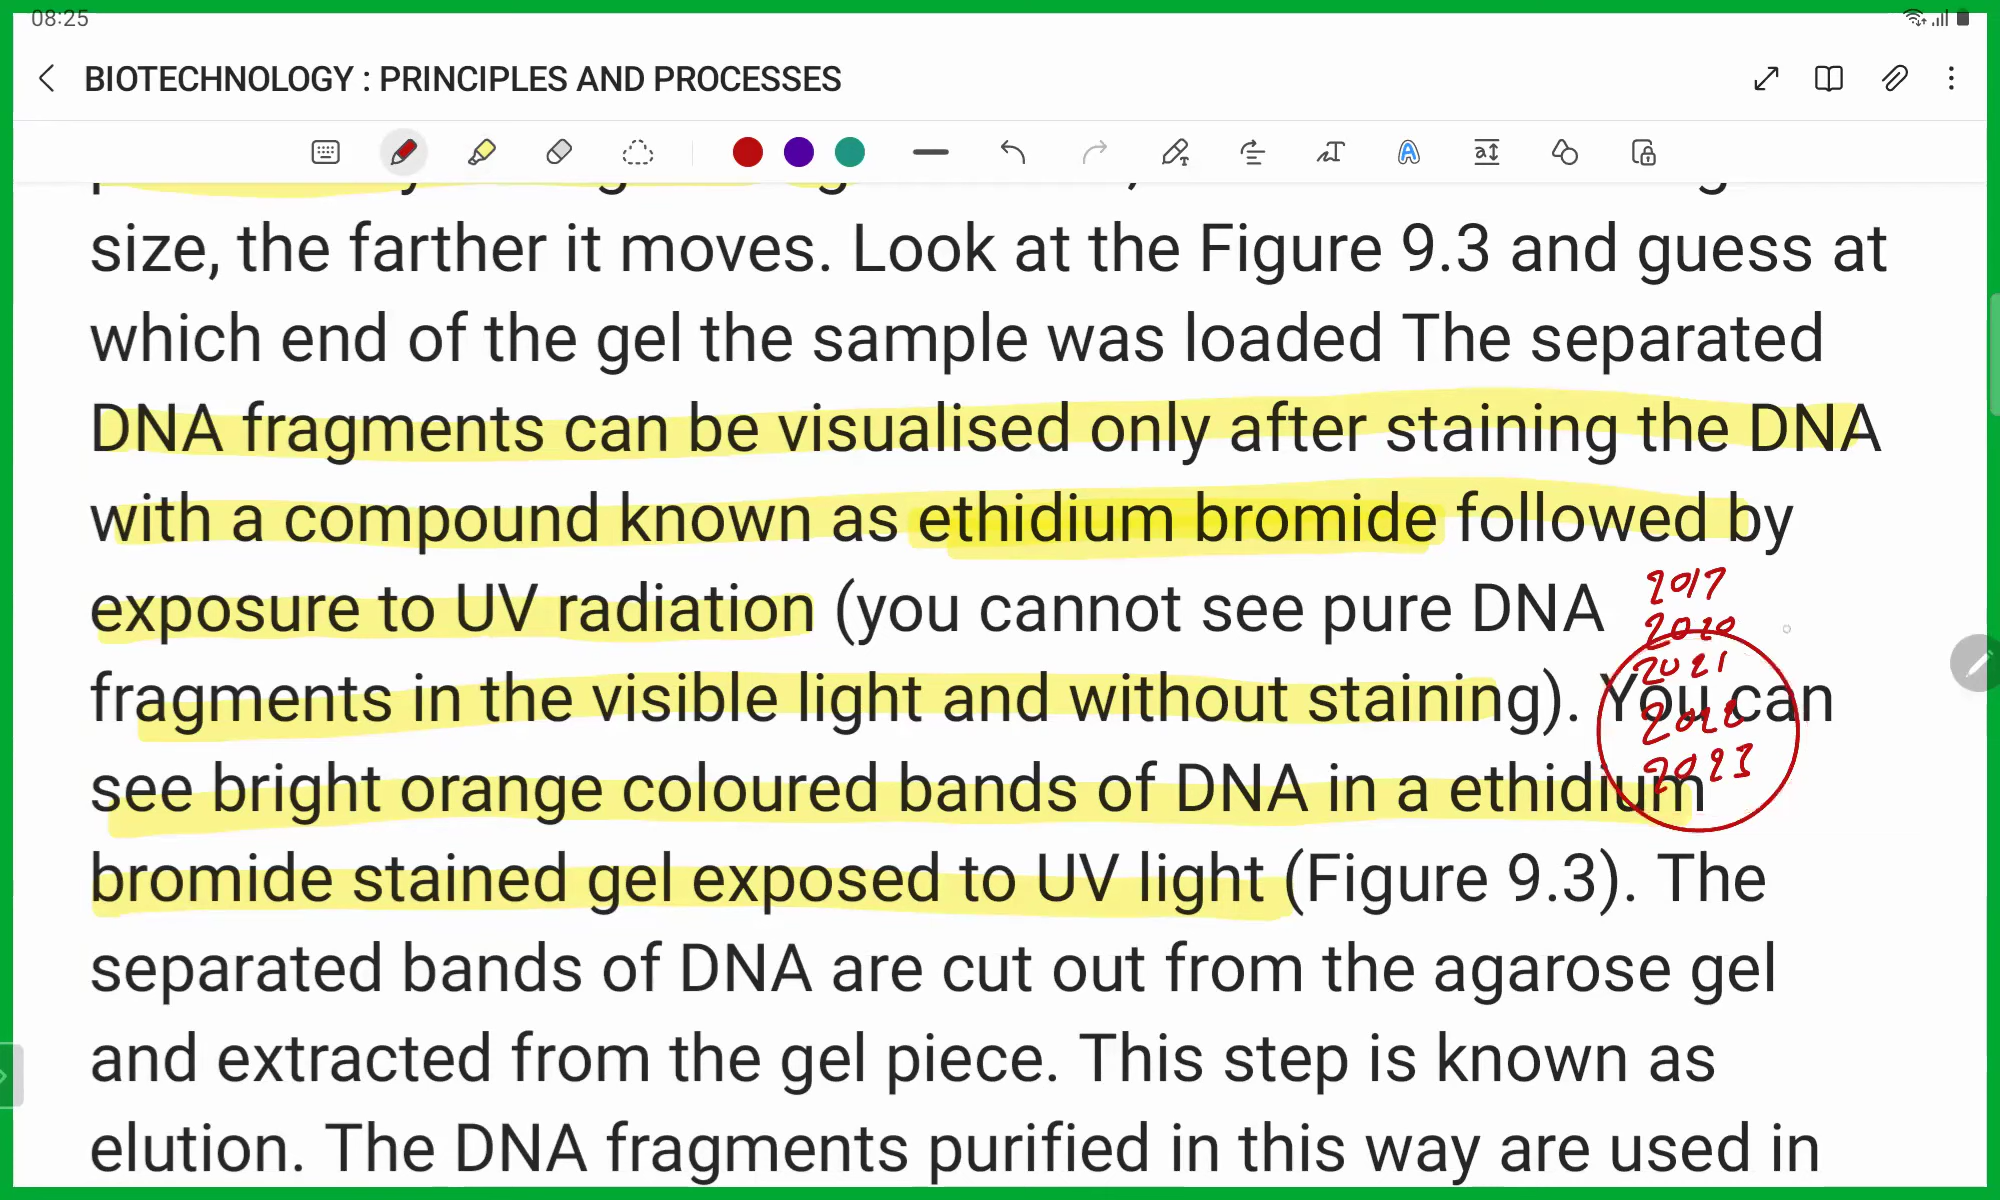 08:25
BIOTECHNOLOGY : PRINCIPLES AND PROCESSES
size, the farther it moves. Look at the Figure 9.3 and guess at
which end of the gel the sample was loaded The separated
DNA fragments can be visualised only after staining the DNA
with a compound known as ethidium bromide followed by
exposure to UV radiation (you cannot see pure DNA
2017
2020
2021
fragments in the visible light and without staining). You can
2022
2023
see bright orange coloured bands of DNA in a ethidium
bromide stained gel exposed to UV light (Figure 9.3). The
separated bands of DNA are cut out from the agarose gel
and extracted from the gel piece. This step is known as
elution. The DNA fragments purified in this way are used in